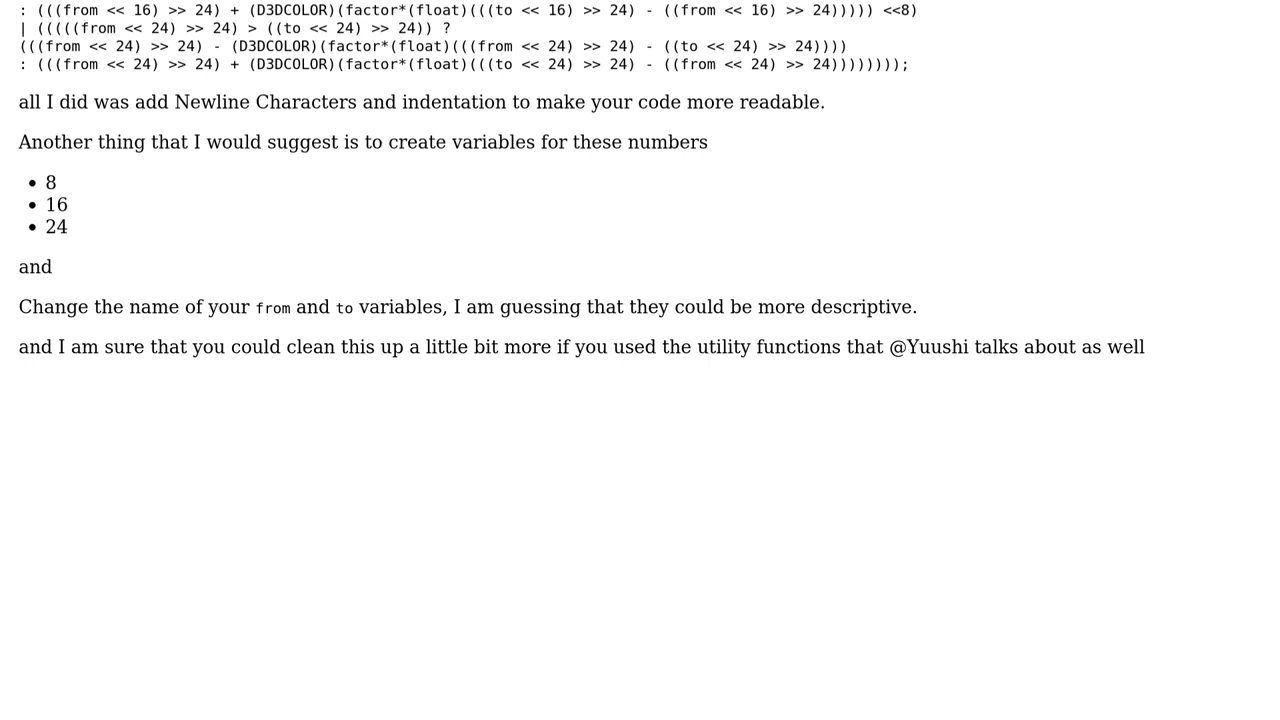 : (((from << 16) >> 24) + (D3DCOLOR)(factor*(float)(((to << 16) >> 24) - ((from << 16) >> 24))))) <<8)
| (((((from << 24) >> 24) > ((to << 24) >> 24)) ?
(((from << 24) >> 24) - (D3DCOLOR)(factor*(float)(((from << 24) >> 24) - ((to << 24) >> 24))))
: (((from << 24) >> 24) + (D3DCOLOR)(factor*(float)(((to << 24) >> 24) - ((from << 24) >> 24))))))));
all I did was add Newline Characters and indentation to make your code more readable.
Another thing that I would suggest is to create variables for these numbers
• 8
• 16
• 24
and
Change the name of your from and to variables, I am guessing that they could be more descriptive.
and I am sure that you could clean this up a little bit more if you used the utility functions that @Yuushi talks about as well